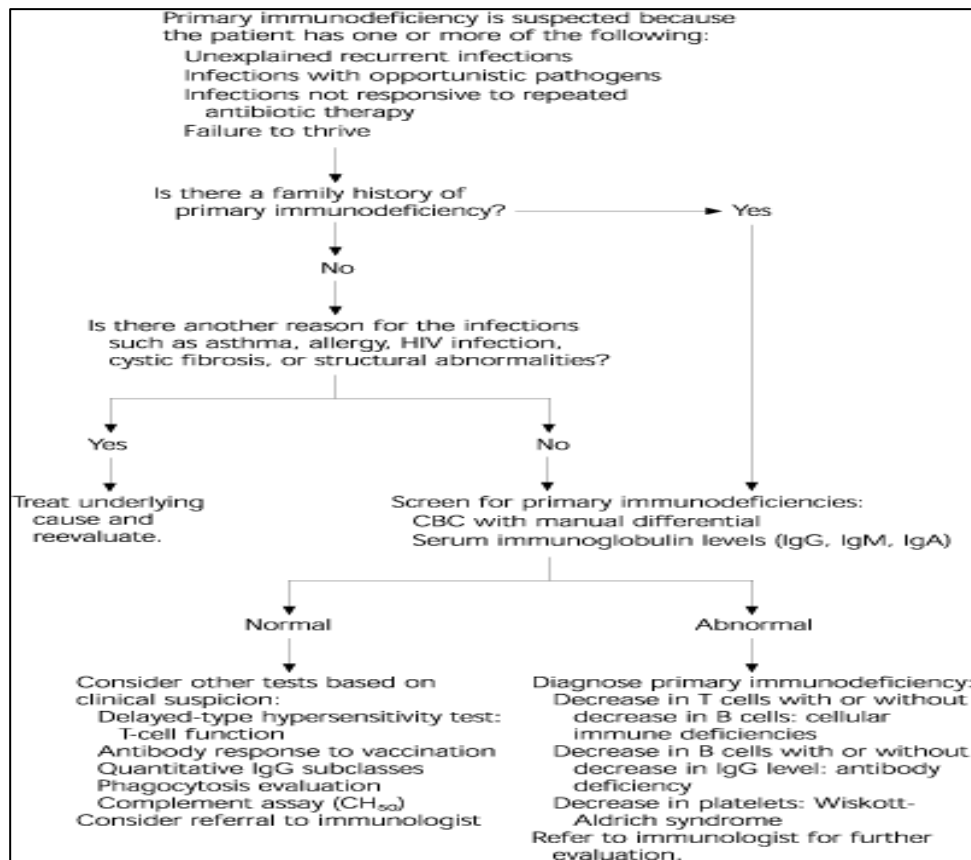 Primary immunodeficiency is suspected because
the patient has one or more of the following:
Unexplained recurrent infections
Infections with opportunistic pathogens
Infections not responsive to repeated
antibiotic therapy
Failure to thrive
Is there a family history of
primary immunodeficiency?
Yes
No
Is there another reason for the infections
such as asthma, allergy, HIV infection,
cystic fibrosis, or structural abnormalities?
Yes
No
Treat underlying
cause and
reevaluate.
Screen for primary immunodeficiencies:
CBC with manual differential
Serum immunoglobulin levels (IgG, IgM, IgA)
Normal
Abnormal
Consider other tests based on
clinical suspicion:
Delayed-type hypersensitivity test:
T-cell function
Antibody response to vaccination
Quantitative IgG subclasses
Phagocytosis evaluation
Complement assay (CH₅₀)
Consider referral to immunologist
Diagnose primary immunodeficiency:
Decrease in T cells with or without
decrease in B cells: cellular
immune deficiencies
Decrease in B cells with or without
decrease in IgG level: antibody
deficiency
Decrease in platelets: Wiskott-
Aldrich syndrome
Refer to immunologist for further
evaluation.